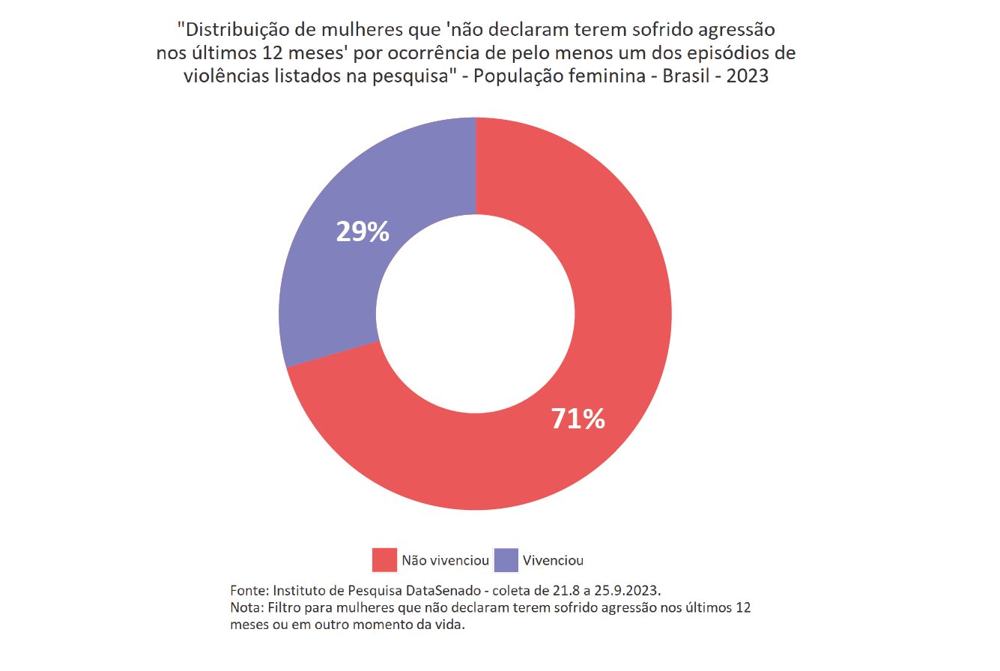 "Distribuição de mulheres que 'não declaram terem sofrido agressão
nos últimos 12 meses' por ocorrência de pelo menos um dos episódios de
violências listados na pesquisa" - População feminina - Brasil - 2023
29%
71%
Não vivenciou Vivenciou
Fonte: Instituto de Pesquisa DataSenado - coleta de 21.8 a 25.9.2023.
Nota: Filtro para mulheres que não declaram terem sofrido agressão nos últimos 12
meses ou em outro momento da vida.